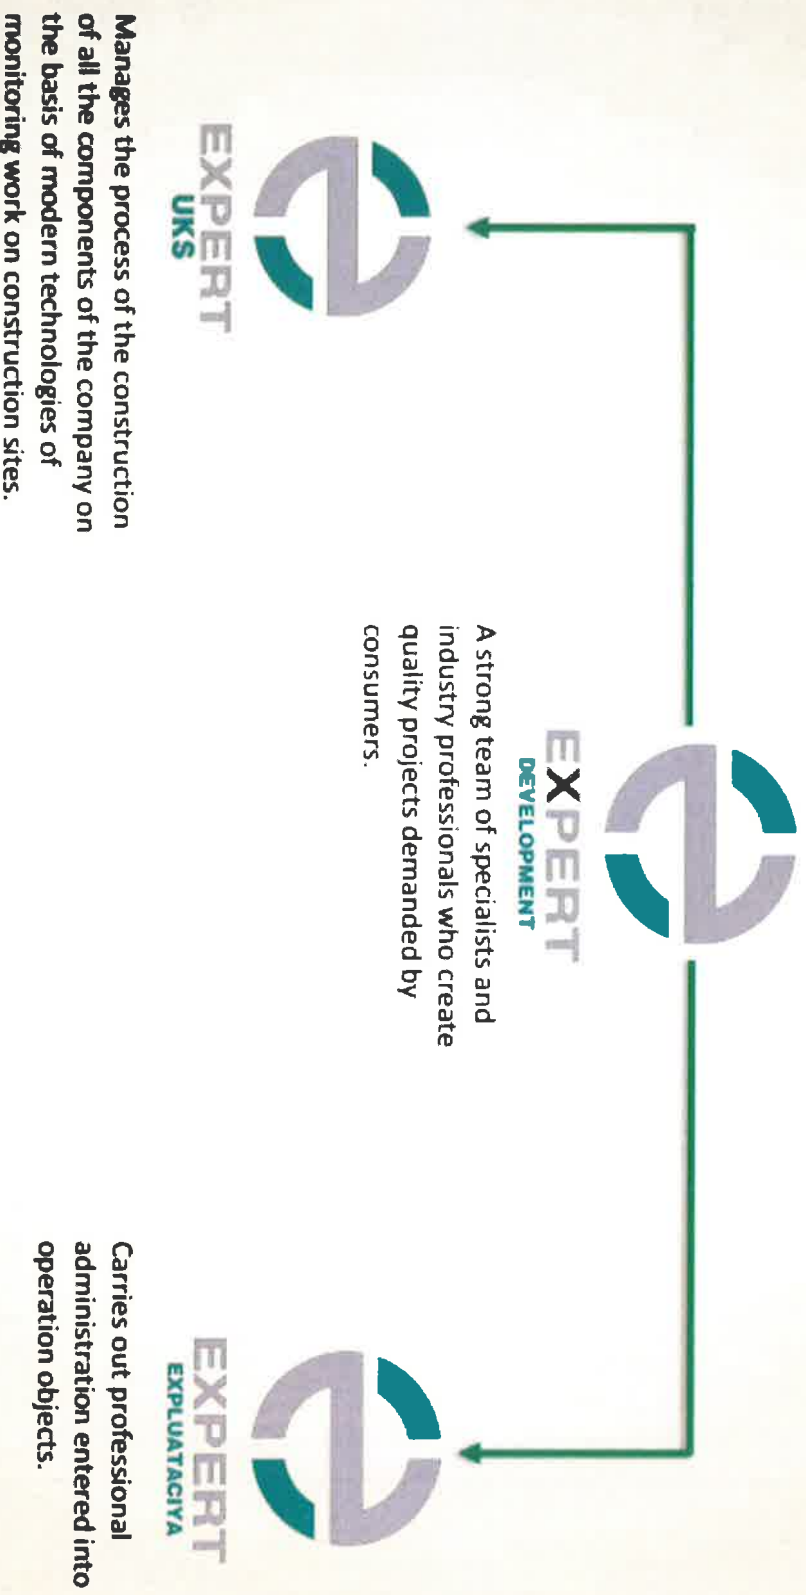 EXPERT
DEVELOPMENT
A strong team of specialists and
industry professionals who create
quality projects demanded by
consumers.
EXPERT
UKS
Manages the process of the construction
of all the components of the company on
the basis of modern technologies of
monitoring work on construction sites.
EXPERT
EXPLUATACIYA
Carries out professional
administration entered into
operation objects.